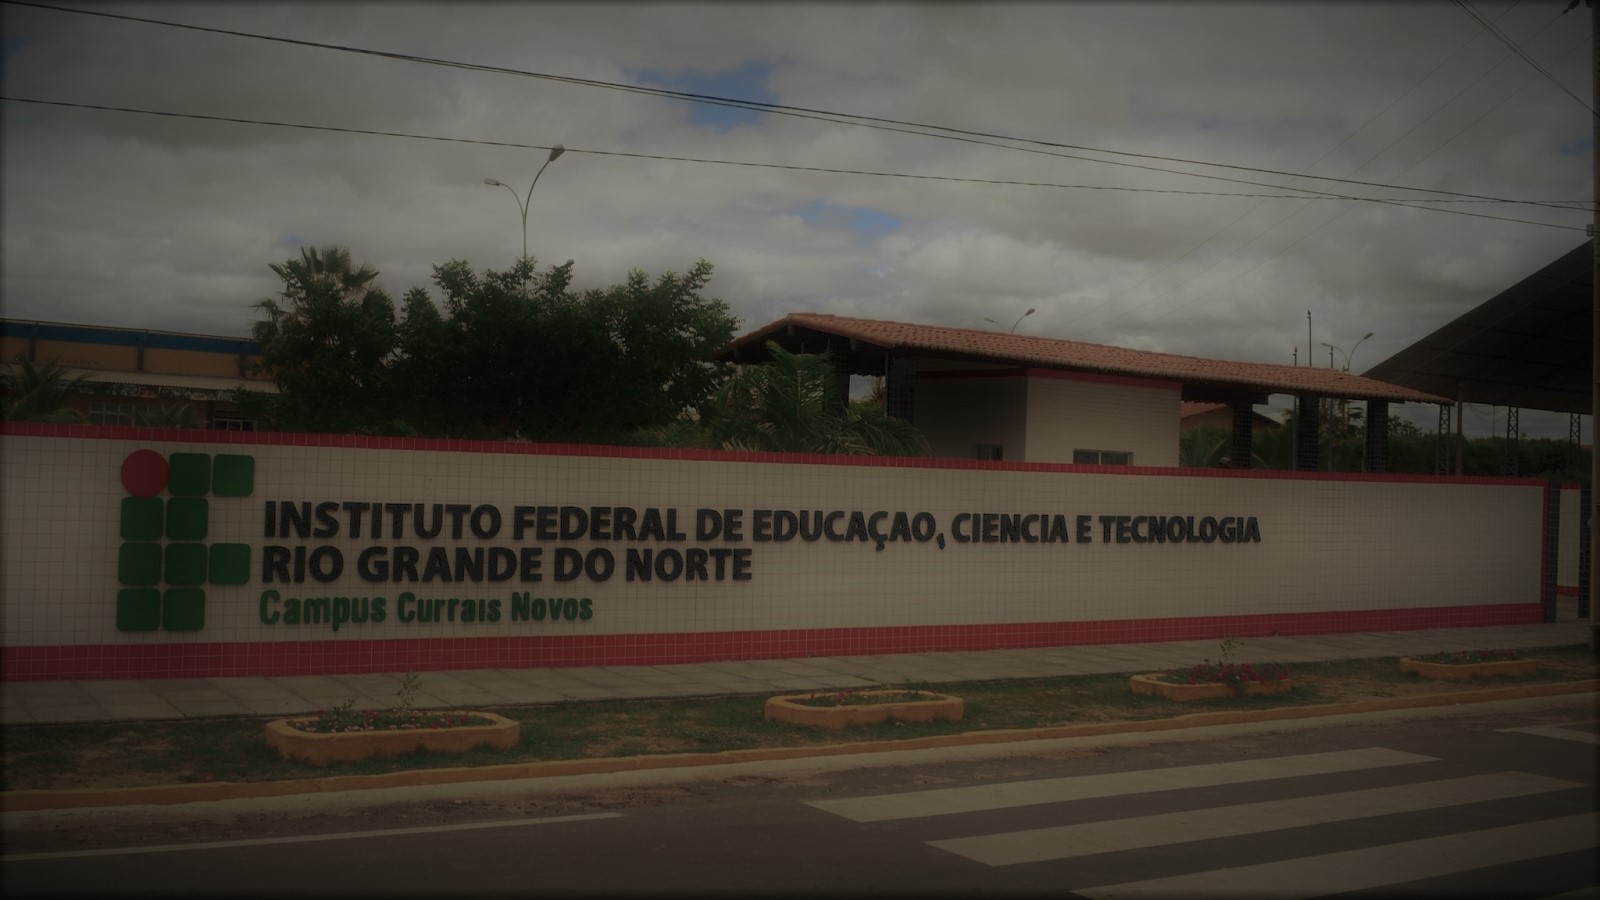 INSTITUTO FEDERAL DE EDUCAÇAO, CIENCIA E TECNOLOGIA
RIO GRANDE DO NORTE
Campus Currais Novos